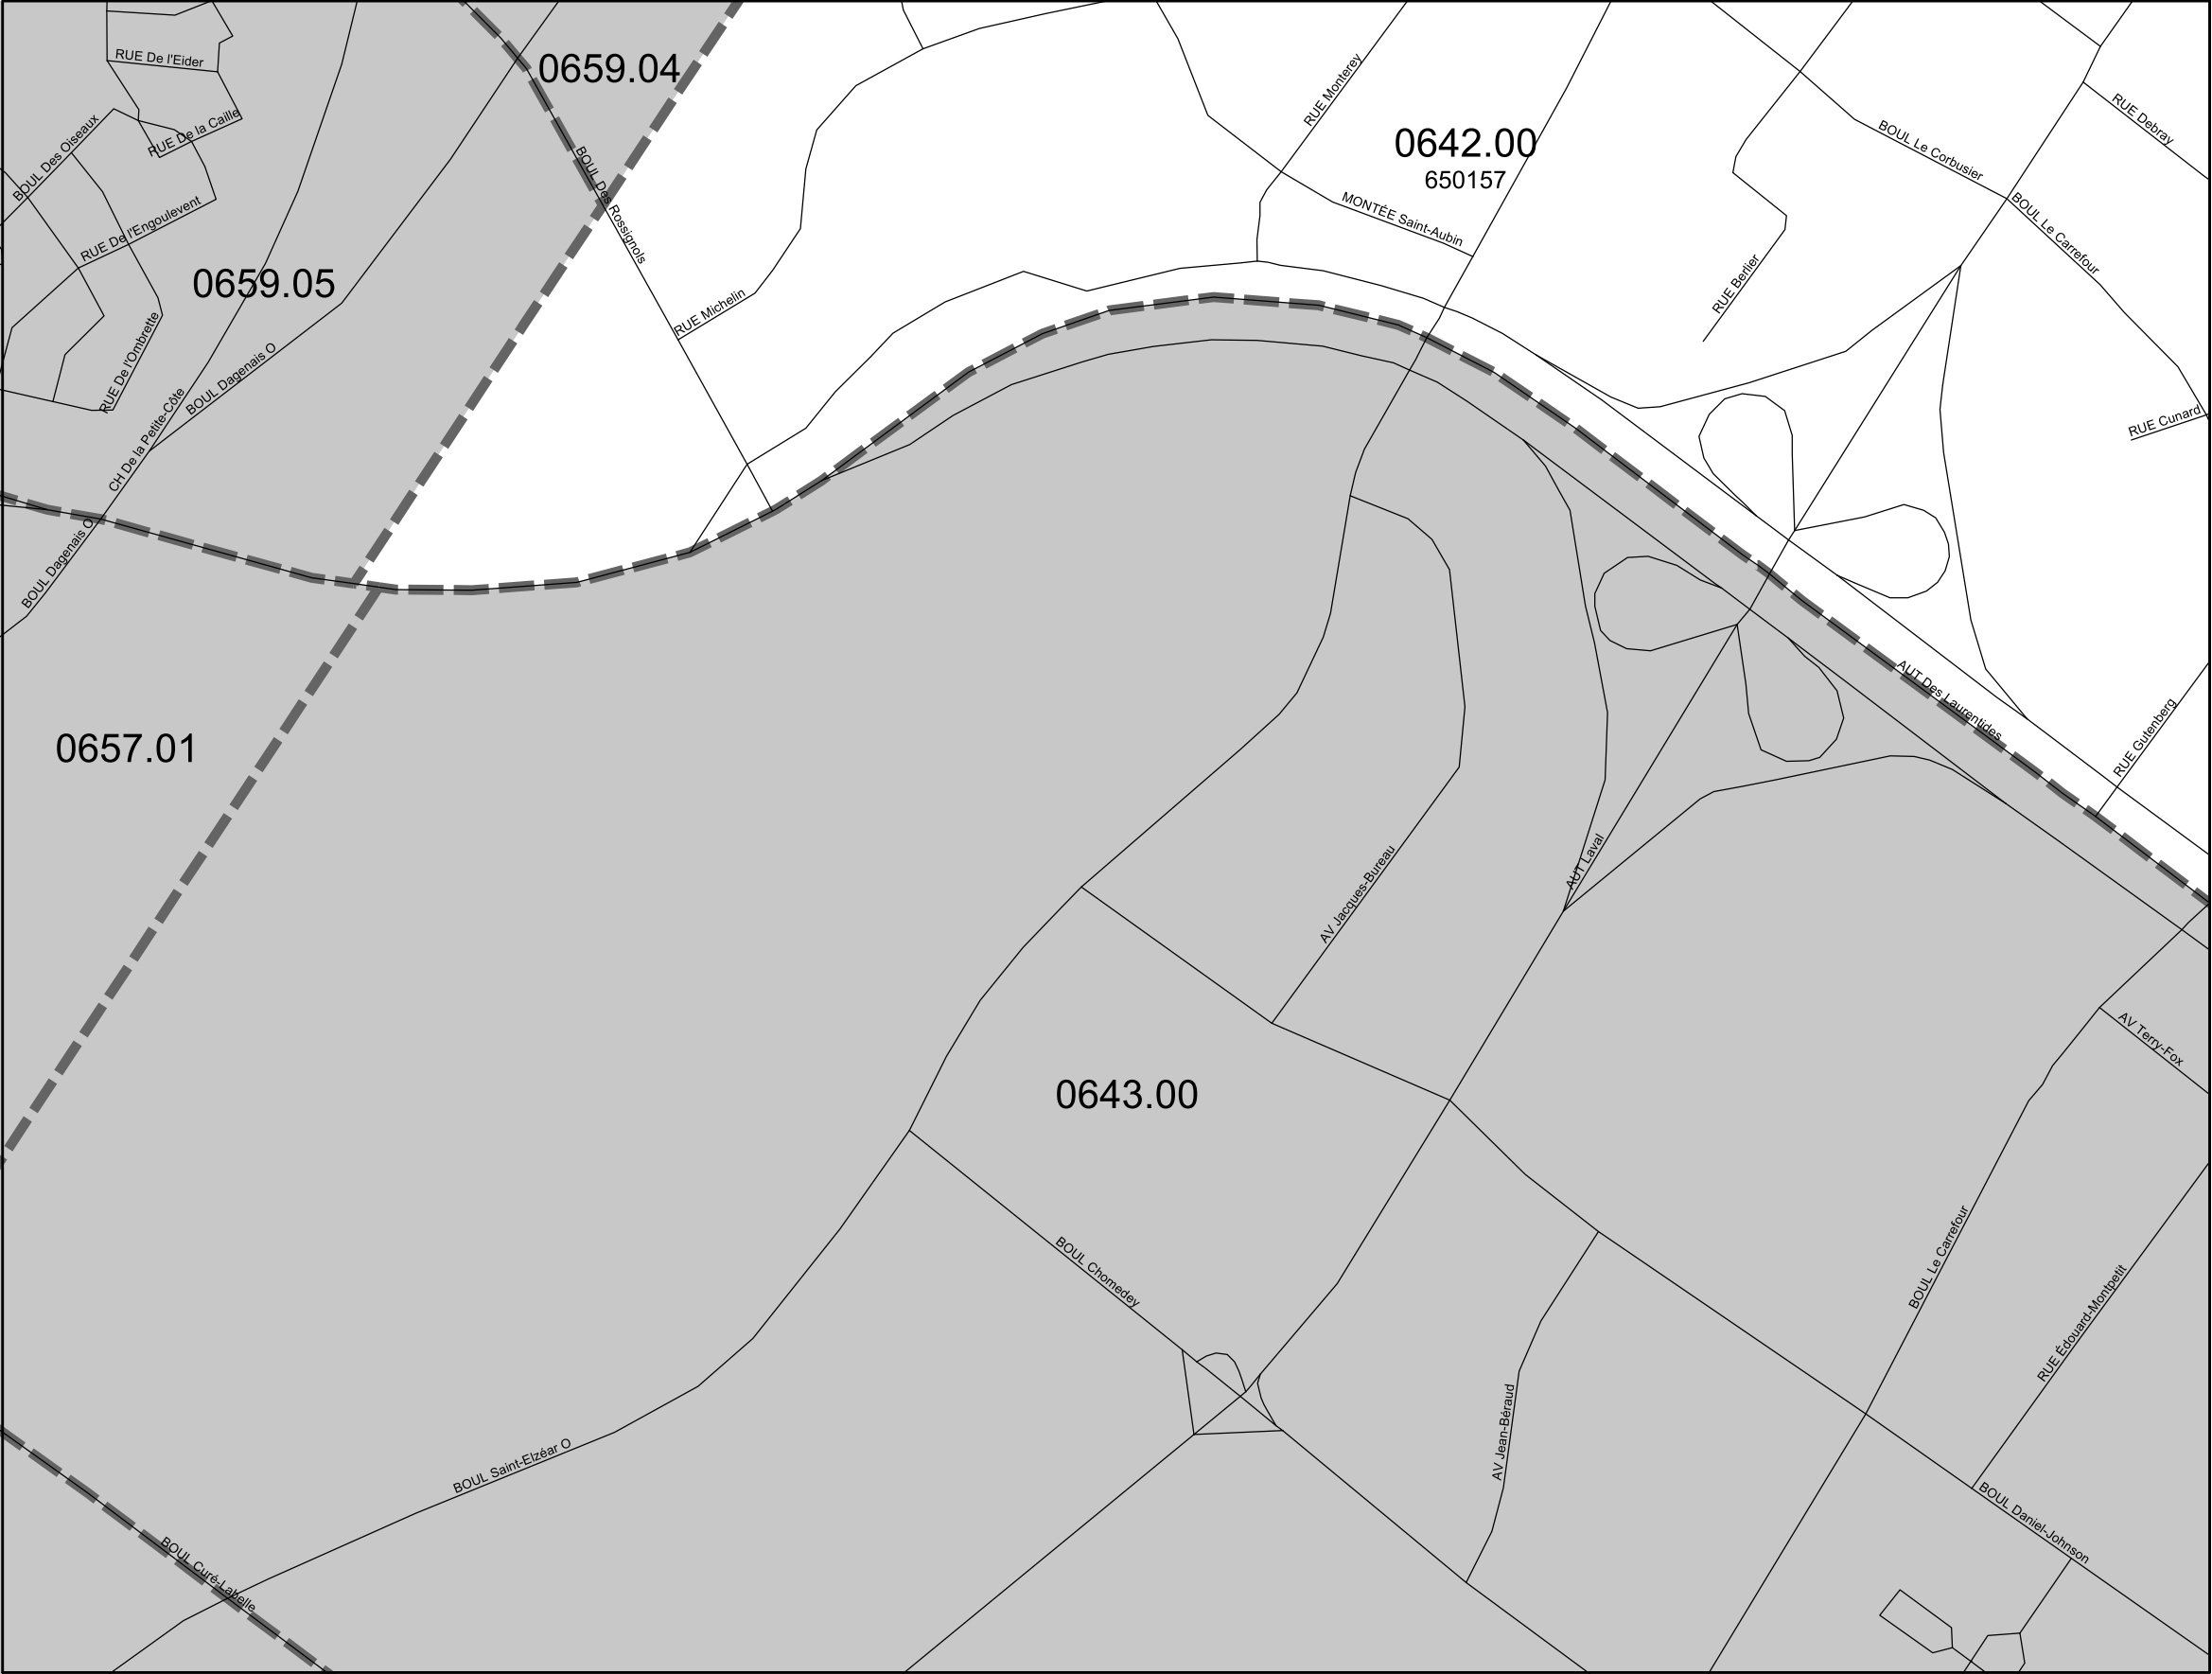 RUE De l'Eider
0659.04
RUE Monterey
RUE Debray
BOUL Des Oiseaux
RUE De la Caille
0642.00
650157
BOUL Le Corbusier
BOUL Des Rossignols
MONTÉE Saint-Aubin
BOUL Le Carrefour
RUE De l'Engoulevent
0659.05
RUE Berlier
RUE Michelin
RUE De l'Ombrette
BOUL Dagenais O
CH De la Petite-Côte
RUE Cunard
BOUL Dagenais O
AUT Des Laurentides
RUE Gutenberg
0657.01
AUT Laval
AV Jacques-Bureau
AV Terry-Fox
0643.00
BOUL Chomedey
BOUL Le Carrefour
RUE Édouard-Montpetit
AV Jean-Béraud
BOUL Saint-Elzéar O
BOUL Daniel-Johnson
BOUL Curé-Labelle